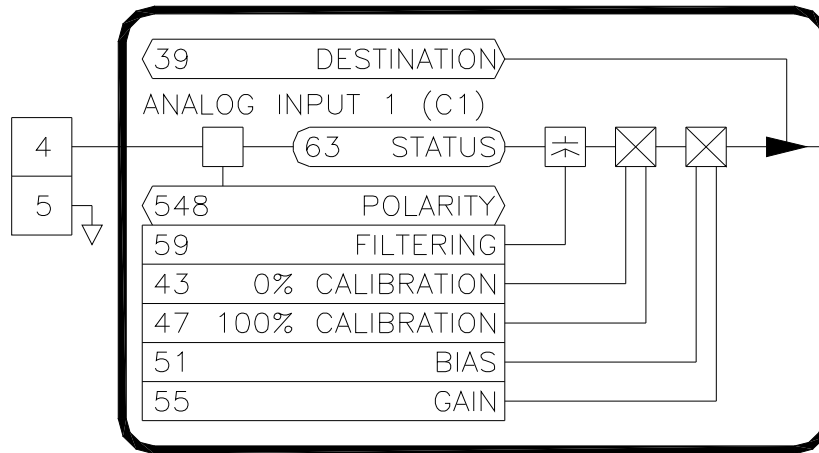 39 DESTINATION
ANALOG INPUT 1 (C1)
4
63 STATUS
5
548 POLARITY
59 FILTERING
43 0% CALIBRATION
47 100% CALIBRATION
51 BIAS
55 GAIN